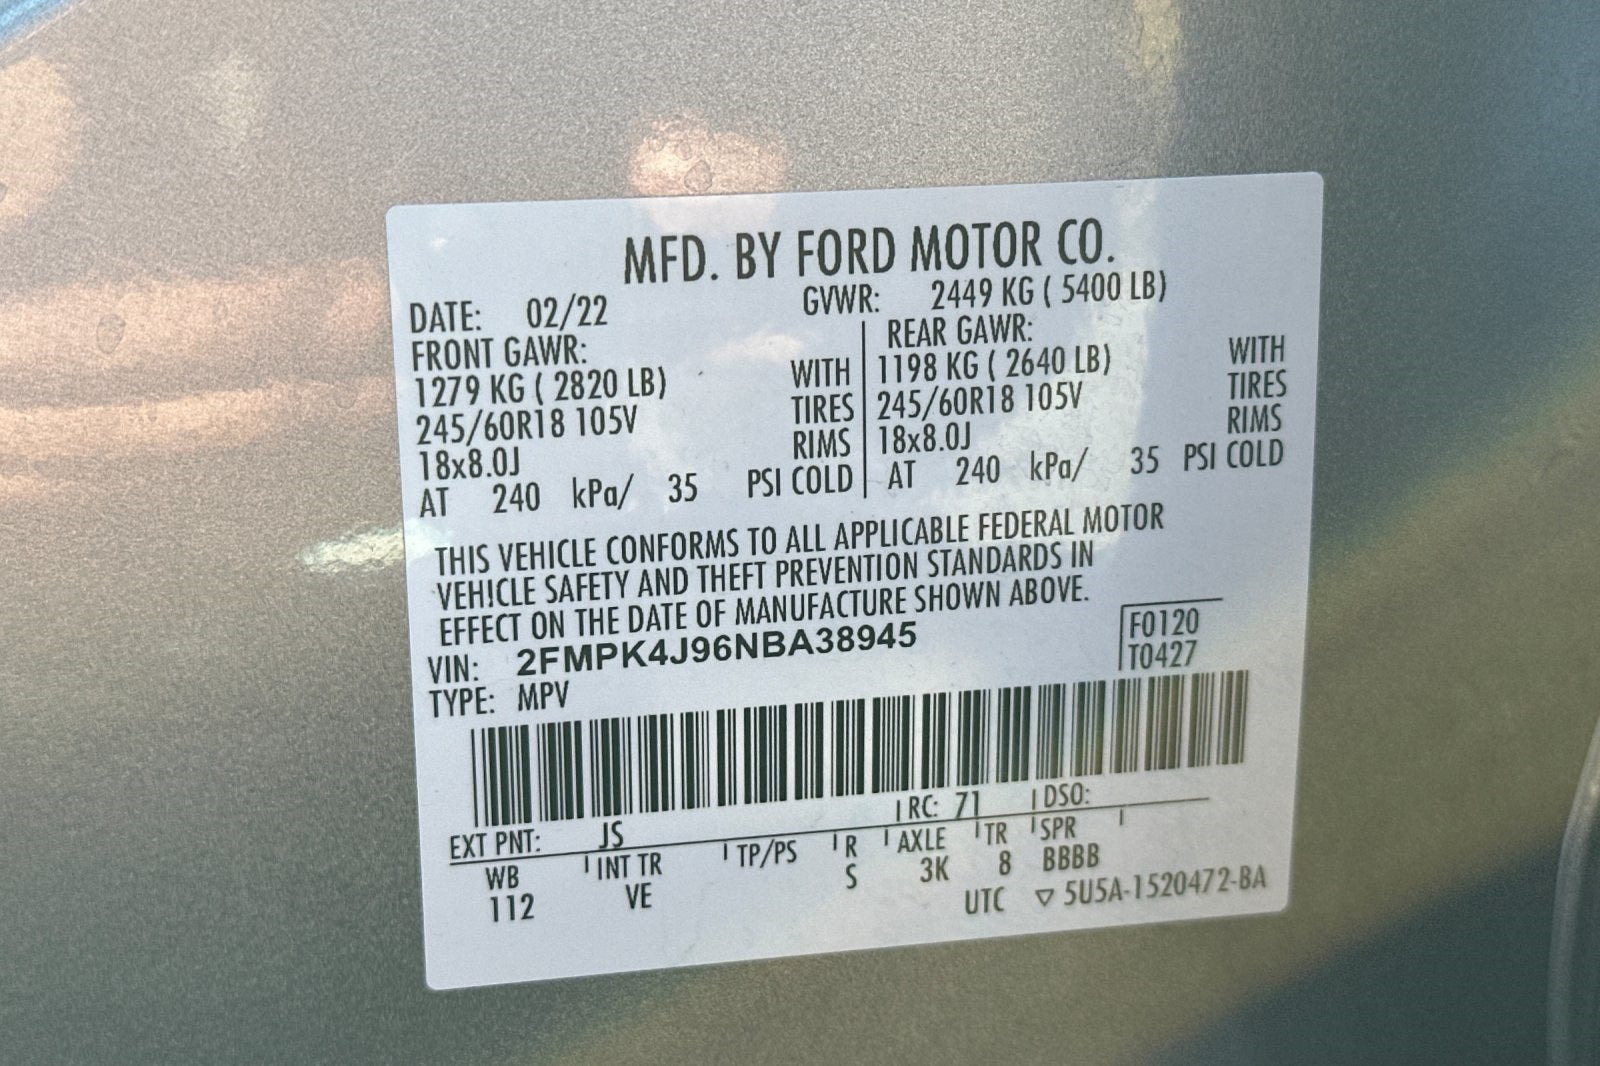 MFD. BY FORD MOTOR CO.
DATE: 02/22 GVWR: 2449 KG ( 5400 LB)
FRONT GAWR: REAR GAWR:
1279 KG ( 2820 LB) WITH 1198 KG ( 2640 LB) WITH
245/60R18 105V TIRES 245/60R18 105V TIRES
18x8.0J RIMS 18x8.0J RIMS
AT 240 kPa/ 35 PSI COLD AT 240 kPa/ 35 PSI COLD
THIS VEHICLE CONFORMS TO ALL APPLICABLE FEDERAL MOTOR
VEHICLE SAFETY AND THEFT PREVENTION STANDARDS IN
EFFECT ON THE DATE OF MANUFACTURE SHOWN ABOVE.
VIN: 2FMPK4J96NBA38945 F0120
TYPE: MPV T0427
EXT PNT: JS RC: 71 DSO:
WB INT TR TP/PS R AXLE TR SPR
112 VE S 3K 8 BBBB
UTC ▽ 5U5A-1520472-BA